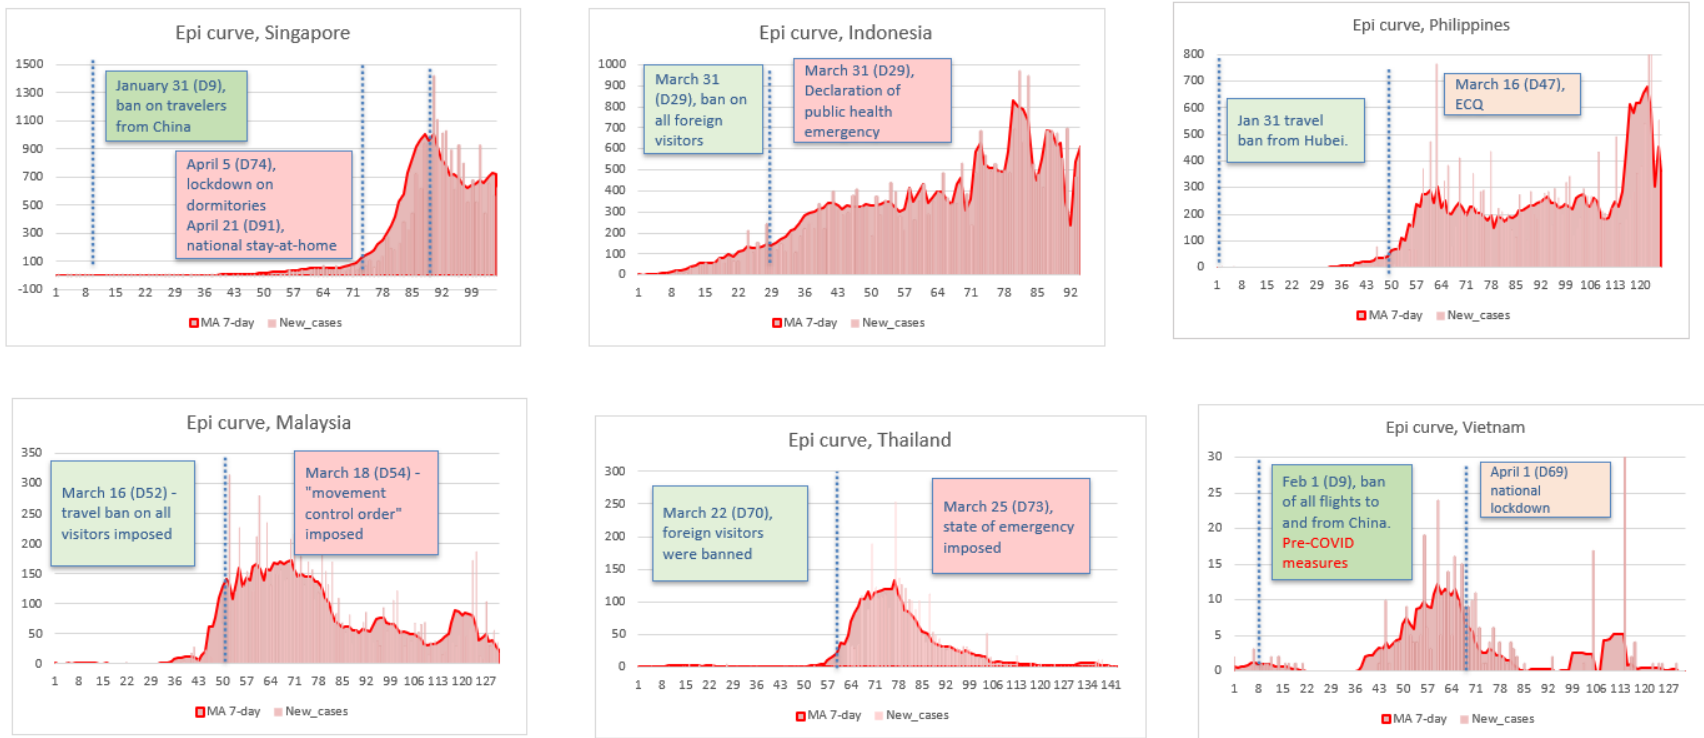 Epi curve, Singapore
1500
1300
1100
900
700
500
300
100
-100
January 31 (D9),
ban on travelers
from China
April 5 (D74),
lockdown on
dormitories
April 21 (D91),
national stay-at-home
1 8 15 22 29 36 43 50 57 64 71 78 85 92 99
MA 7-day New_cases
Epi curve, Indonesia
1000
900
800
700
600
500
400
300
200
100
0
March 31
(D29), ban on
all foreign
visitors
March 31 (D29),
Declaration of
public health
emergency
1 8 15 22 29 36 43 50 57 64 71 78 85 92
MA 7-day New_cases
Epi curve, Philippines
800
700
600
500
400
300
200
100
0
Jan 31 travel
ban from Hubei.
March 16 (D47),
ECQ
1 8 15 22 29 36 43 50 57 64 71 78 85 92 99 106 113 120
MA 7-day New_cases
Epi curve, Malaysia
350
300
250
200
150
100
50
0
March 16 (D52) -
travel ban on all
visitors imposed
March 18 (D54) -
"movement
control order"
imposed
1 8 15 22 29 36 43 50 57 64 71 78 85 92 99 106 113 120 127
MA 7-day New_cases
Epi curve, Thailand
300
250
200
150
100
50
0
March 22 (D70),
foreign visitors
were banned
March 25 (D73),
state of emergency
imposed
1 8 15 22 29 36 43 50 57 64 71 78 85 92 99 106 113 120 127 134 141
MA 7-day New_cases
Epi curve, Vietnam
30
25
20
15
10
5
0
Feb 1 (D9), ban
of all flights to
and from China.
Pre-COVID
measures
April 1 (D69)
national
lockdown
1 8 15 22 29 36 43 50 57 64 71 78 85 92 99 106 113 120 127
MA 7-day New_cases